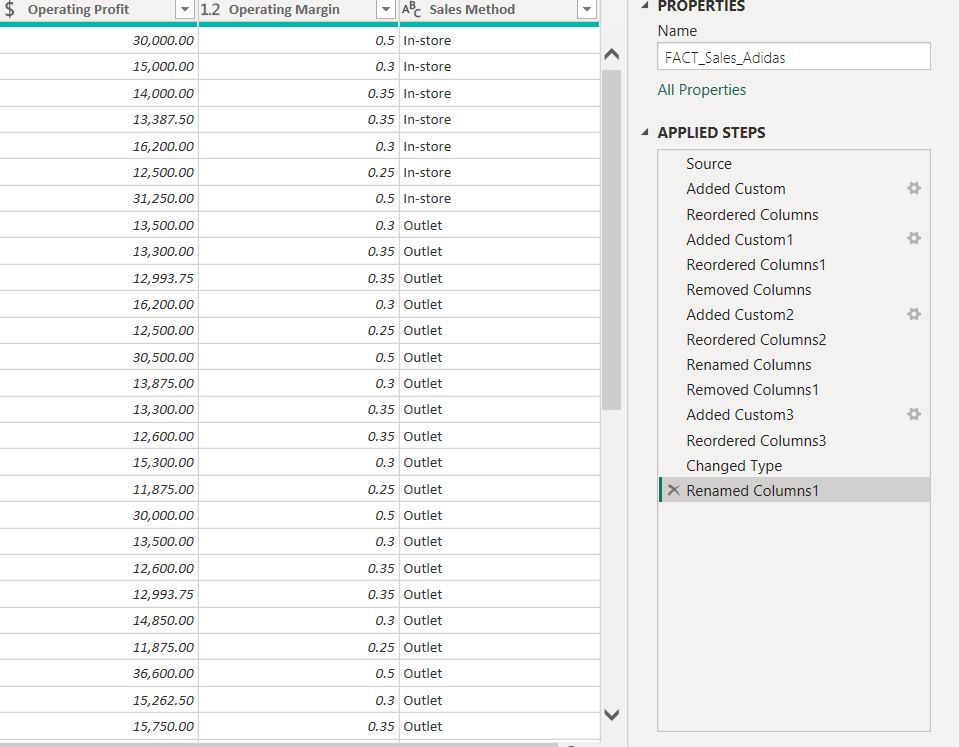 $ Operating Profit 1.2 Operating Margin ABC Sales Method
30,000.00 0.5 In-store
15,000.00 0.3 In-store
14,000.00 0.35 In-store
13,387.50 0.35 In-store
16,200.00 0.3 In-store
12,500.00 0.25 In-store
31,250.00 0.5 In-store
13,500.00 0.3 Outlet
13,300.00 0.35 Outlet
12,993.75 0.35 Outlet
16,200.00 0.3 Outlet
12,500.00 0.25 Outlet
30,500.00 0.5 Outlet
13,875.00 0.3 Outlet
13,300.00 0.35 Outlet
12,600.00 0.35 Outlet
15,300.00 0.3 Outlet
11,875.00 0.25 Outlet
30,000.00 0.5 Outlet
13,500.00 0.3 Outlet
12,600.00 0.35 Outlet
12,993.75 0.35 Outlet
14,850.00 0.3 Outlet
11,875.00 0.25 Outlet
36,600.00 0.5 Outlet
15,262.50 0.3 Outlet
15,750.00 0.35 Outlet
PROPERTIES
Name
FACT_Sales_Adidas
All Properties
APPLIED STEPS
Source
Added Custom
Reordered Columns
Added Custom1
Reordered Columns1
Removed Columns
Added Custom2
Reordered Columns2
Renamed Columns
Removed Columns1
Added Custom3
Reordered Columns3
Changed Type
Renamed Columns1